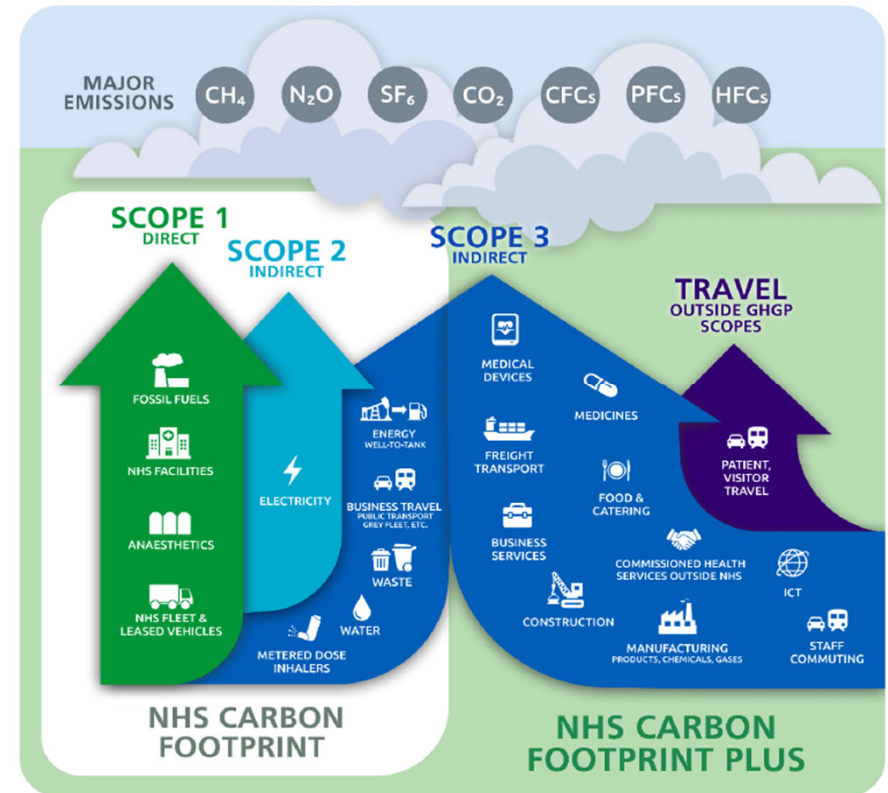 MAJOR
EMISSIONS
CH₄
N₂O
SF₆
CO₂
CFCs
PFCs
HFCs
SCOPE 1
DIRECT
SCOPE 2
INDIRECT
SCOPE 3
INDIRECT
TRAVEL
OUTSIDE GHGP
SCOPES
FOSSIL FUELS
NHS FACILITIES
ANAESTHETICS
NHS FLEET &
LEASED VEHICLES
ELECTRICITY
ENERGY
WELL-TO-TANK
BUSINESS TRAVEL
PUBLIC TRANSPORT
GREY FLEET, ETC.
WASTE
WATER
METERED DOSE
INHALERS
MEDICAL
DEVICES
MEDICINES
FREIGHT
TRANSPORT
FOOD &
CATERING
BUSINESS
SERVICES
COMMISSIONED HEALTH
SERVICES OUTSIDE NHS
CONSTRUCTION
MANUFACTURING
PRODUCTS, CHEMICALS, GASES
ICT
STAFF
COMMUTING
PATIENT,
VISITOR
TRAVEL
NHS CARBON
FOOTPRINT
NHS CARBON
FOOTPRINT PLUS